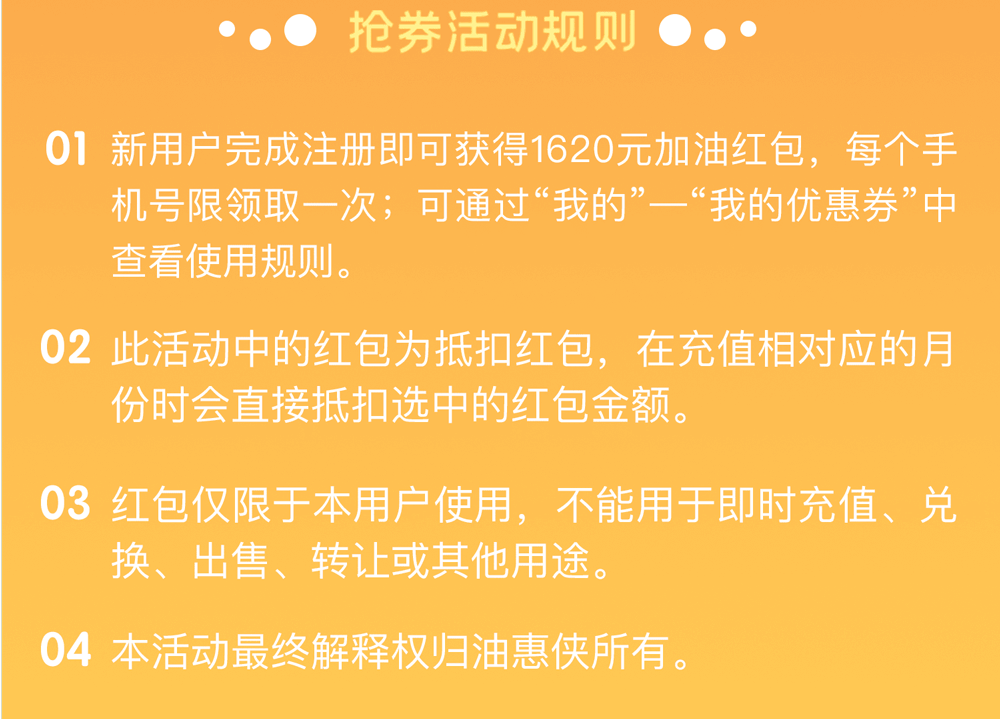 抢券活动规则
01 新用户完成注册即可获得1620元加油红包，每个手
机号限领取一次；可通过“我的”—“我的优惠券”中
查看使用规则。
02 此活动中的红包为抵扣红包，在充值相对应的月
份时会直接抵扣选中的红包金额。
03 红包仅限于本用户使用，不能用于即时充值、兑
换、出售、转让或其他用途。
04 本活动最终解释权归油惠侠所有。